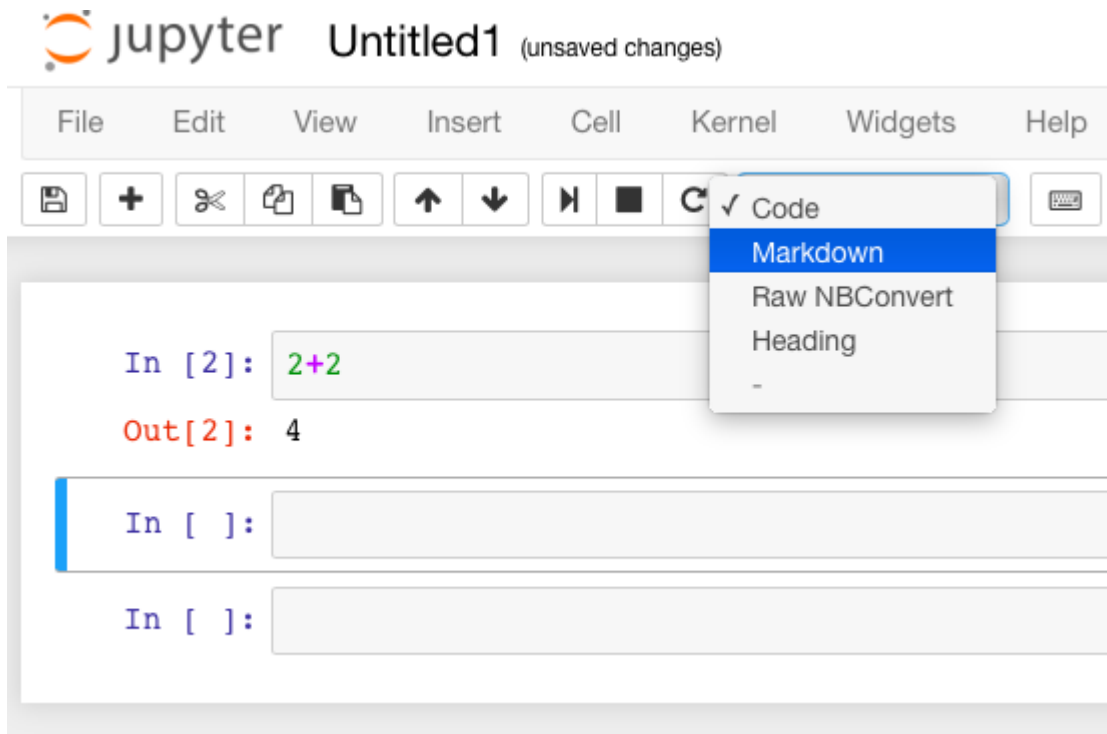 jupyter Untitled1 (unsaved changes)
File Edit View Insert Cell Kernel Widgets Help
✓ Code
Markdown
Raw NBConvert
Heading
-
In [2]: 2+2
Out[2]: 4
In [ ]:
In [ ]: